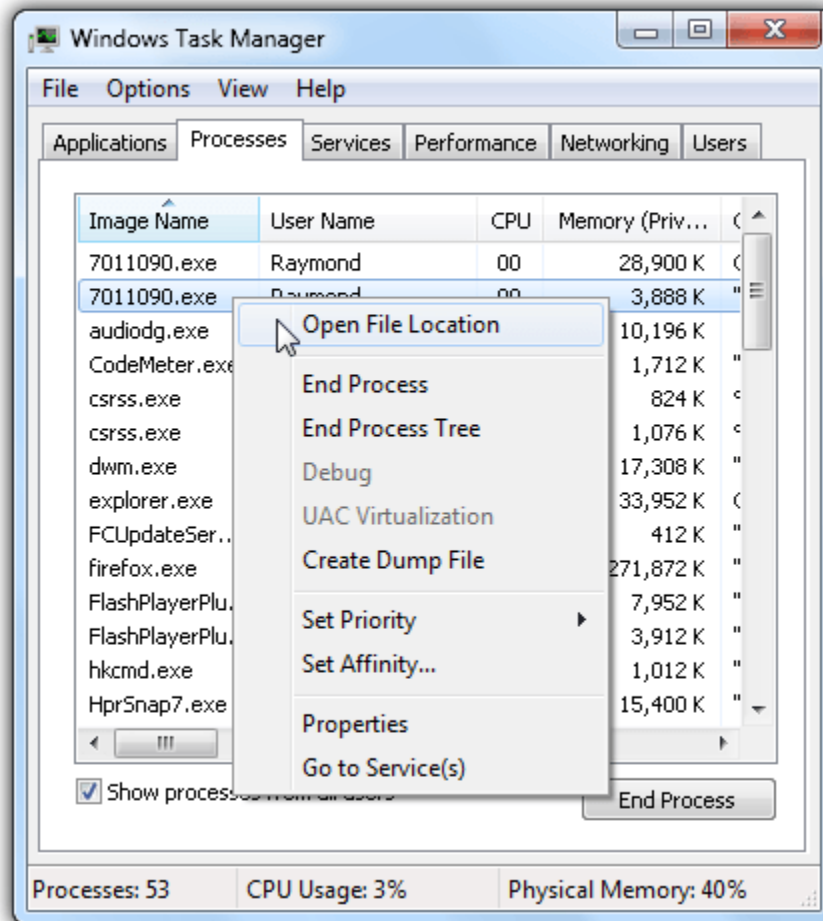 Windows Task Manager
File Options View Help
Applications Processes Services Performance Networking Users
Image Name User Name CPU Memory (Priv...
7011090.exe Raymond 00 28,900 K
7011090.exe Raymond 00 3,888 K
audiodg.exe 10,196 K
CodeMeter.exe 1,712 K
csrss.exe 824 K
csrss.exe 1,076 K
dwm.exe 17,308 K
explorer.exe 33,952 K
FCUpdateSer... 412 K
firefox.exe 271,872 K
FlashPlayerPlu. 7,952 K
FlashPlayerPlu. 3,912 K
hkcmd.exe 1,012 K
HprSnap7.exe 15,400 K
Open File Location
End Process
End Process Tree
Debug
UAC Virtualization
Create Dump File
Set Priority
Set Affinity...
Properties
Go to Service(s)
Show processes from all users
End Process
Processes: 53 CPU Usage: 3% Physical Memory: 40%